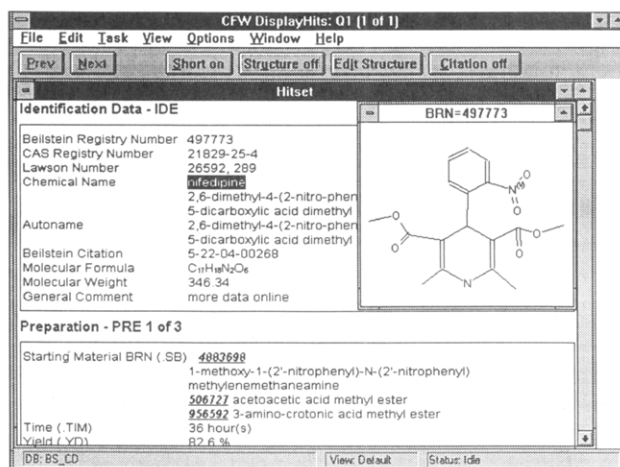 CFW DisplayHits: Q1 (1 of 1)
File Edit Task View Options Window Help
Prev Next Short on Structure off Edit Structure Citation off
Hitset
Identification Data - IDE
BRN=497773
Beilstein Registry Number 497773
CAS Registry Number 21829-25-4
Lawson Number 26592, 289
Chemical Name nifedipine
2,6-dimethyl-4-(2-nitro-phen
5-dicarboxylic acid dimethyl
Autoname 2,6-dimethyl-4-(2-nitro-phen
5-dicarboxylic acid dimethyl
Beilstein Citation 5-22-04-00268
Molecular Formula C₁₇H₁₈N₂O₆
Molecular Weight 346.34
General Comment more data online
O
N
O
O
O
O
O
N
Preparation - PRE 1 of 3
Starting Material BRN (.SB) 4883698
1-methoxy-1-(2'-nitrophenyl)-N-(2'-nitrophenyl)
methylenemethaneamine
506727 acetoacetic acid methyl ester
956592 3-amino-crotonic acid methyl ester
Time (.TIM) 36 hour(s)
Yield (.YD) 82.6 %
DB: BS_CD View: Default Status: Idle